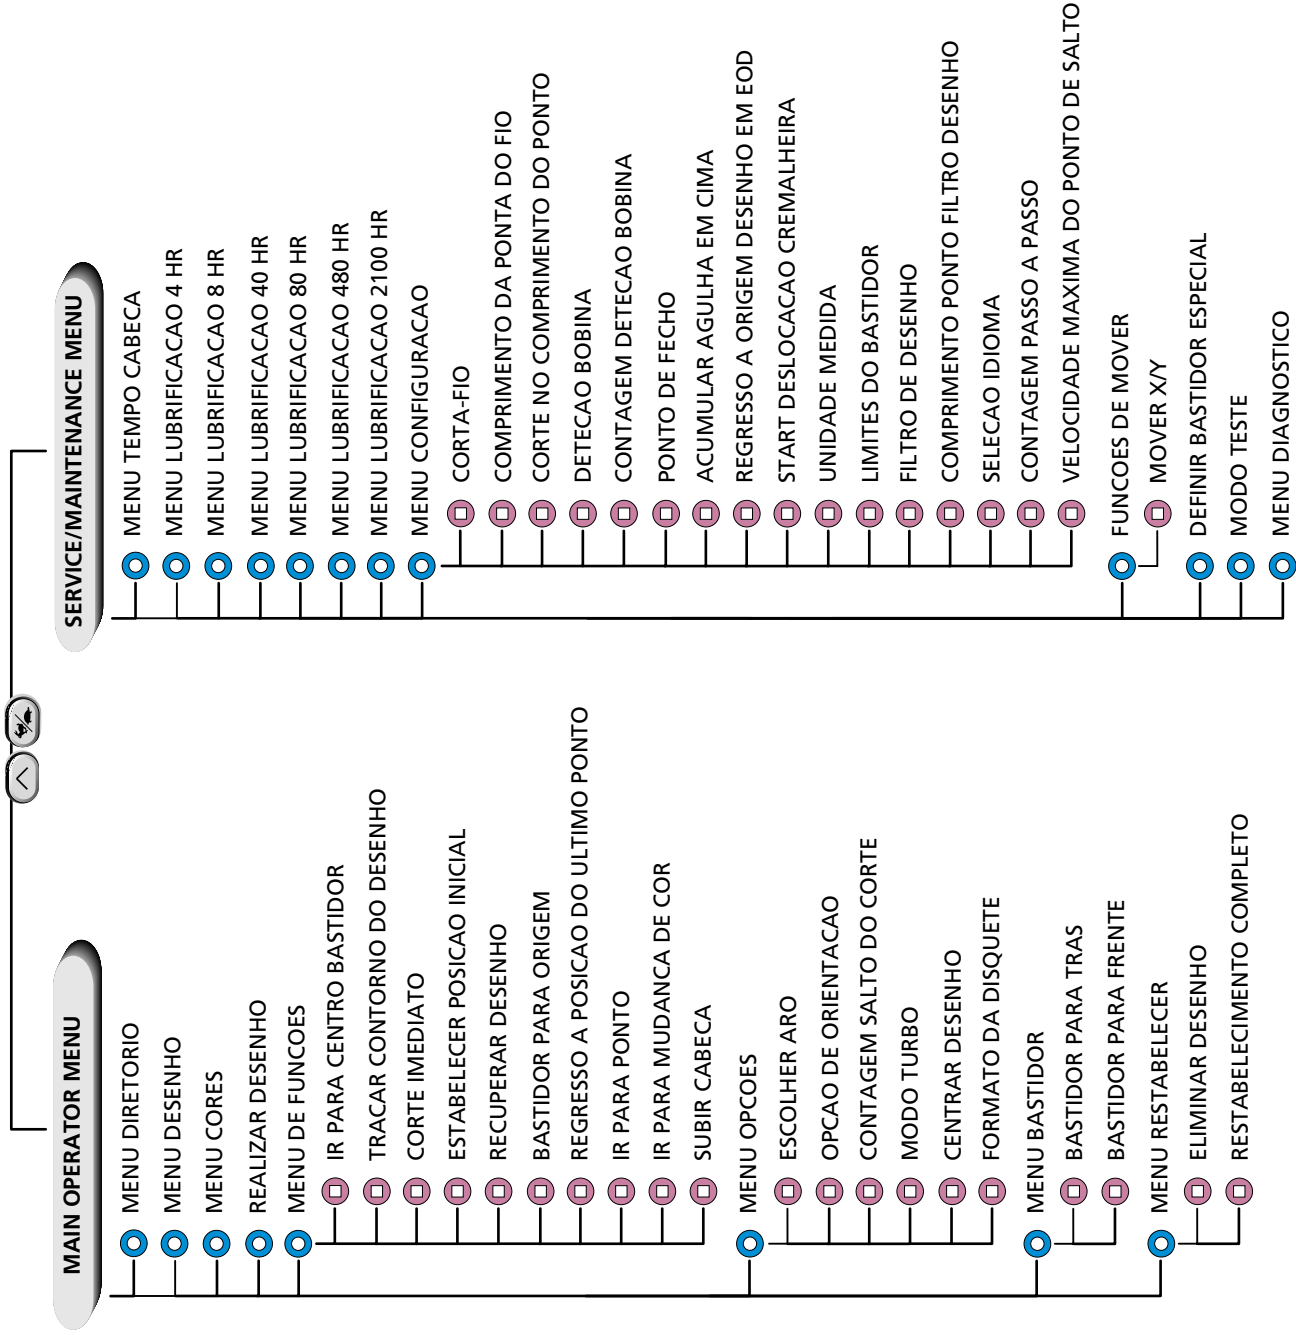 MAIN OPERATOR MENU
MENU DIRETORIO
MENU DESENHO
MENU CORES
REALIZAR DESENHO
MENU DE FUNCOES
IR PARA CENTRO BASTIDOR
TRACAR CONTORNO DO DESENHO
CORTE IMEDIATO
ESTABELECER POSICAO INICIAL
RECUPERAR DESENHO
BASTIDOR PARA ORIGEM
REGRESSO A POSICAO DO ULTIMO PONTO
IR PARA PONTO
IR PARA MUDANCA DE COR
SUBIR CABECA
MENU OPCOES
ESCOLHER ARO
OPCAO DE ORIENTACAO
CONTAGEM SALTO DO CORTE
MODO TURBO
CENTRAR DESENHO
FORMATO DA DISQUETE
MENU BASTIDOR
BASTIDOR PARA TRAS
BASTIDOR PARA FRENTE
MENU RESTABELECER
ELIMINAR DESENHO
RESTABELECIMENTO COMPLETO
SERVICE/MAINTENANCE MENU
MENU TEMPO CABECA
MENU LUBRIFICACAO 4 HR
MENU LUBRIFICACAO 8 HR
MENU LUBRIFICACAO 40 HR
MENU LUBRIFICACAO 80 HR
MENU LUBRIFICACAO 480 HR
MENU LUBRIFICACAO 2100 HR
MENU CONFIGURACAO
CORTA-FIO
COMPRIMENTO DA PONTA DO FIO
CORTE NO COMPRIMENTO DO PONTO
DETECAO BOBINA
CONTAGEM DETECAO BOBINA
PONTO DE FECHO
ACUMULAR AGULHA EM CIMA
REGRESSO A ORIGEM DESENHO EM EOD
START DESLOCACAO CREMALHEIRA
UNIDADE MEDIDA
LIMITES DO BASTIDOR
FILTRO DE DESENHO
COMPRIMENTO PONTO FILTRO DESENHO
SELECAO IDIOMA
CONTAGEM PASSO A PASSO
VELOCIDADE MAXIMA DO PONTO DE SALTO
FUNCOES DE MOVER
MOVER X/Y
DEFINIR BASTIDOR ESPECIAL
MODO TESTE
MENU DIAGNOSTICO